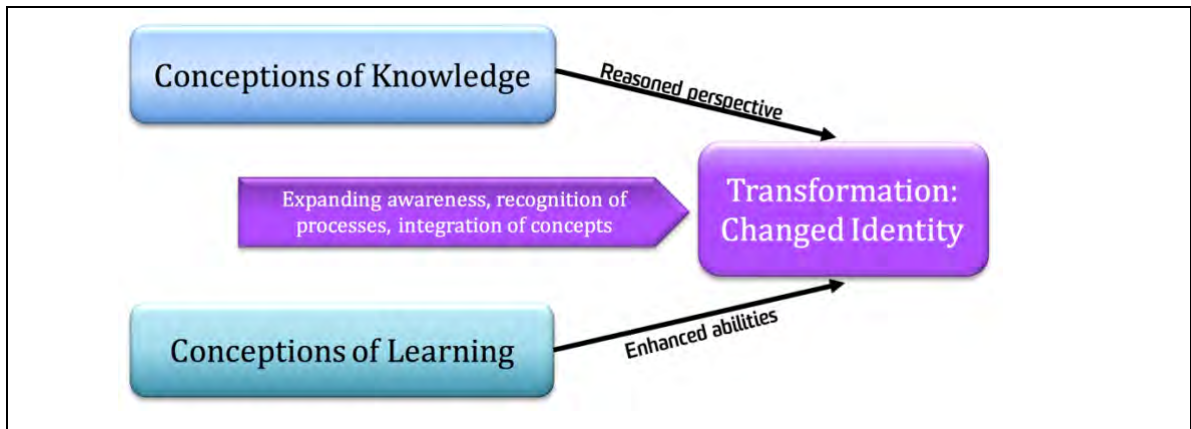 Conceptions of Knowledge
Reasoned perspective
Expanding awareness, recognition of
processes, integration of concepts
Transformation:
Changed Identity
Conceptions of Learning
Enhanced abilities